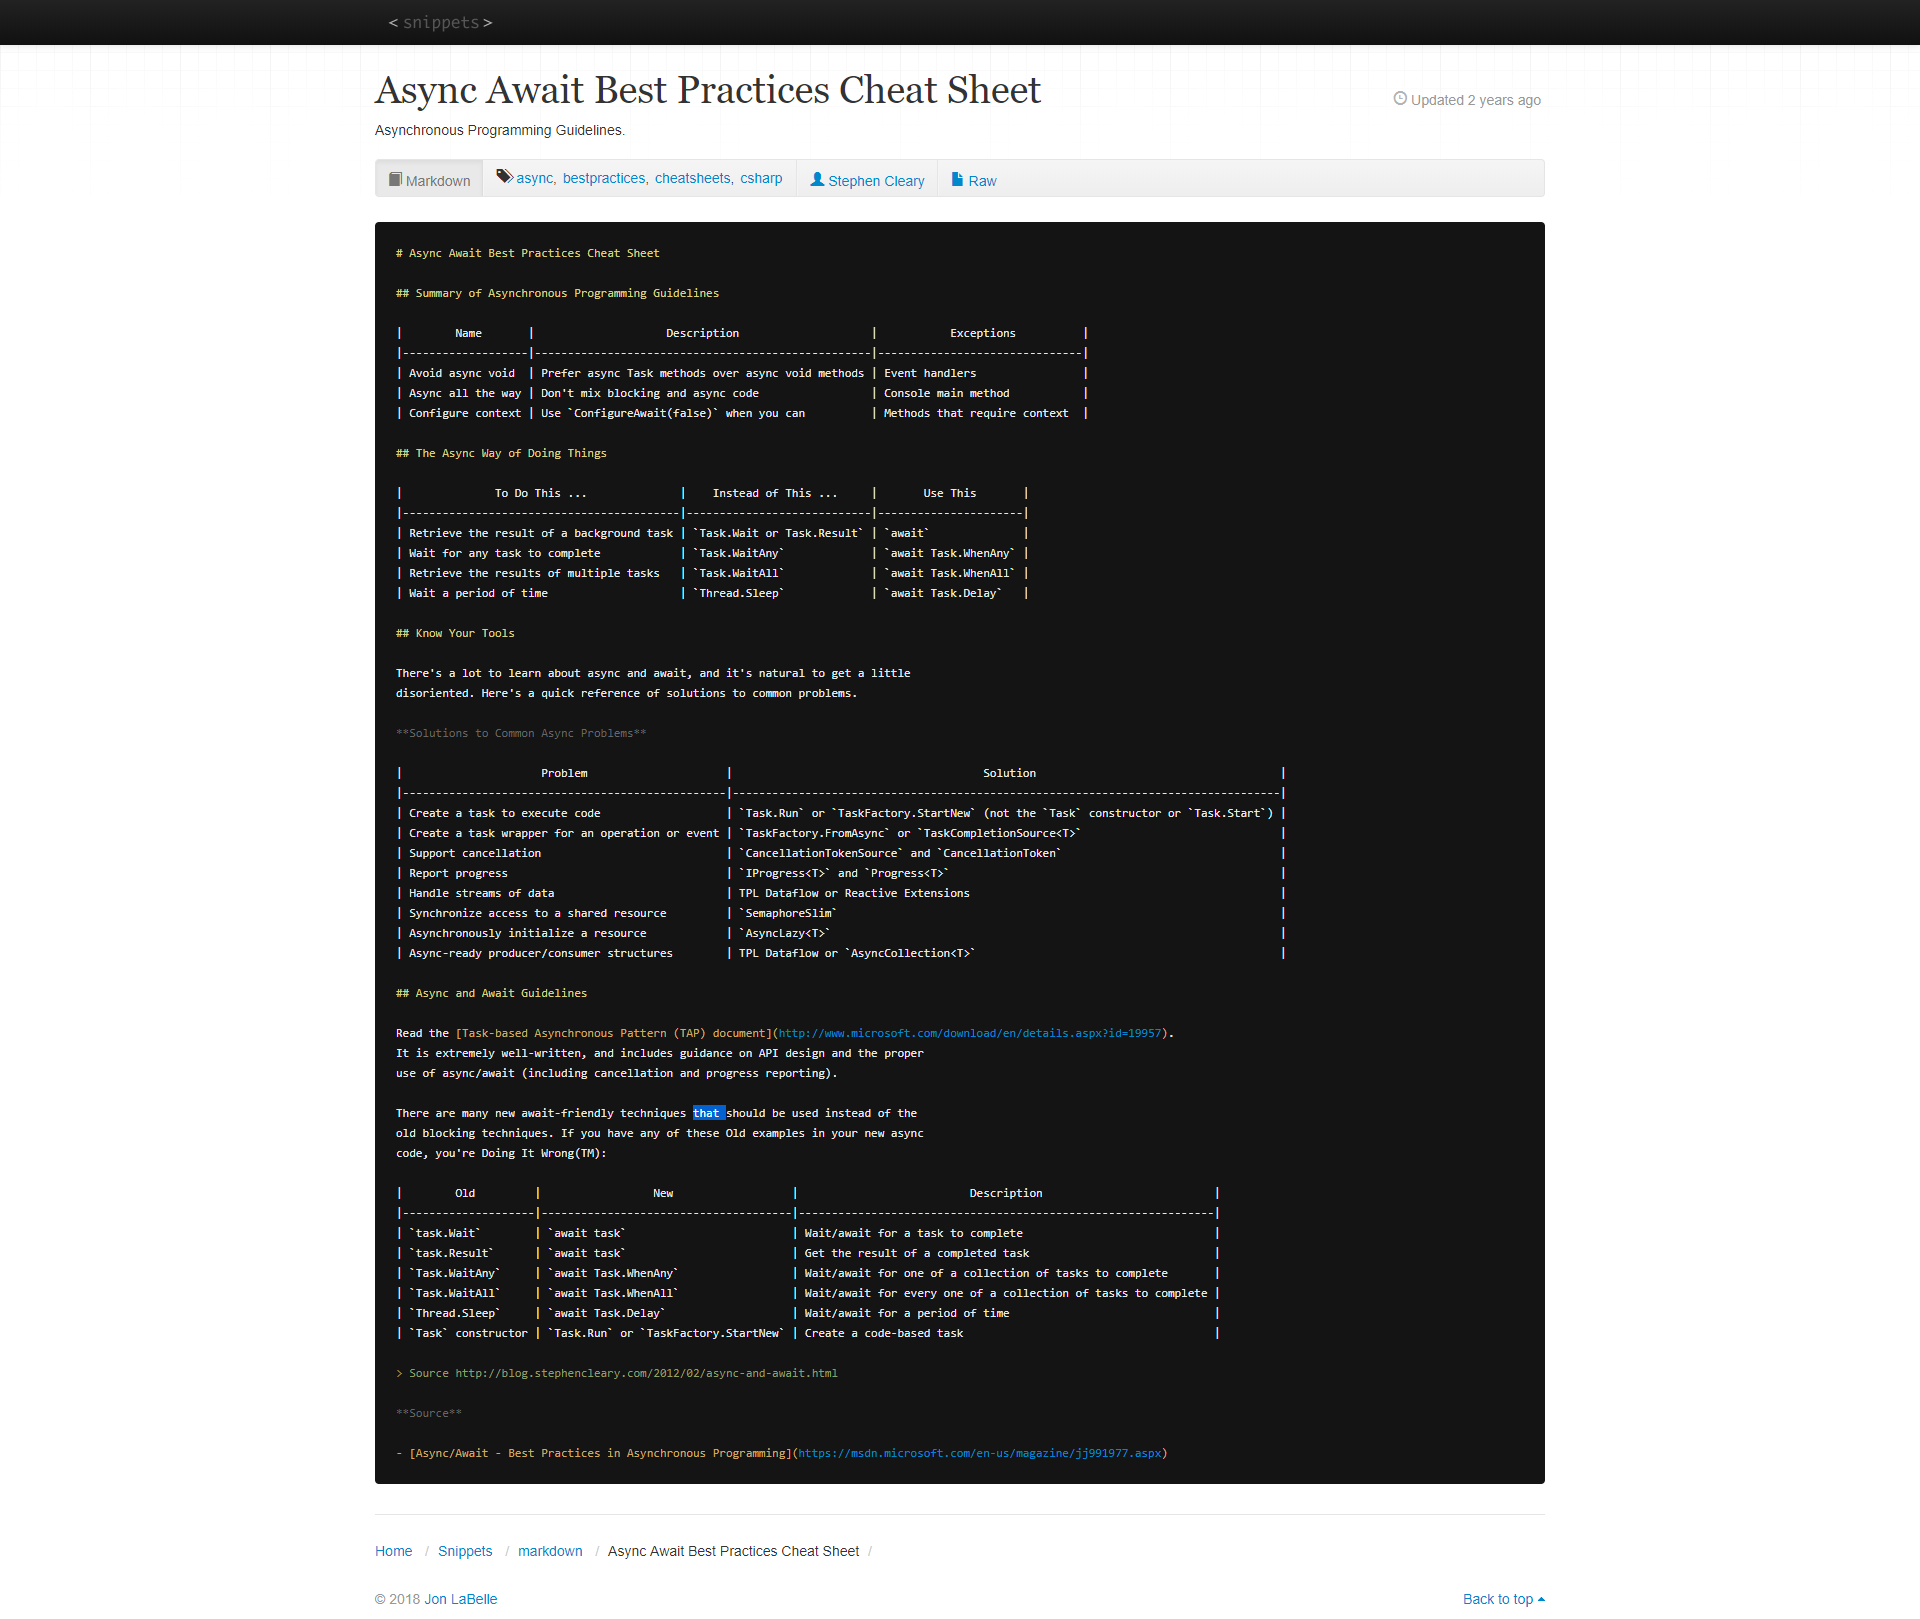 <snippets>
Async Await Best Practices Cheat Sheet
Updated 2 years ago
Asynchronous Programming Guidelines.
Markdown async, bestpractices, cheatsheets, csharp Stephen Cleary Raw
# Async Await Best Practices Cheat Sheet
## Summary of Asynchronous Programming Guidelines
|        Name       |                    Description                    |           Exceptions          |
|-------------------|---------------------------------------------------|-------------------------------|
| Avoid async void  | Prefer async Task methods over async void methods | Event handlers                |
| Async all the way | Don't mix blocking and async code                 | Console main method           |
| Configure context | Use `ConfigureAwait(false)` when you can          | Methods that require context  |
## The Async Way of Doing Things
|              To Do This ...              |    Instead of This ...     |       Use This       |
|------------------------------------------|----------------------------|----------------------|
| Retrieve the result of a background task | `Task.Wait or Task.Result` | `await`              |
| Wait for any task to complete            | `Task.WaitAny`             | `await Task.WhenAny` |
| Retrieve the results of multiple tasks   | `Task.WaitAll`             | `await Task.WhenAll` |
| Wait a period of time                    | `Thread.Sleep`             | `await Task.Delay`   |
## Know Your Tools
There's a lot to learn about async and await, and it's natural to get a little
disoriented. Here's a quick reference of solutions to common problems.
**Solutions to Common Async Problems**
|                     Problem                     |                                      Solution                                     |
|-------------------------------------------------|-----------------------------------------------------------------------------------|
| Create a task to execute code                   | `Task.Run` or `TaskFactory.StartNew` (not the `Task` constructor or `Task.Start`) |
| Create a task wrapper for an operation or event | `TaskFactory.FromAsync` or `TaskCompletionSource<T>`                              |
| Support cancellation                            | `CancellationTokenSource` and `CancellationToken`                                 |
| Report progress                                 | `IProgress<T>` and `Progress<T>`                                                  |
| Handle streams of data                          | TPL Dataflow or Reactive Extensions                                               |
| Synchronize access to a shared resource         | `SemaphoreSlim`                                                                   |
| Asynchronously initialize a resource            | `AsyncLazy<T>`                                                                    |
| Async-ready producer/consumer structures        | TPL Dataflow or `AsyncCollection<T>`                                              |
## Async and Await Guidelines
Read the [Task-based Asynchronous Pattern (TAP) document](http://www.microsoft.com/download/en/details.aspx?id=19957).
It is extremely well-written, and includes guidance on API design and the proper
use of async/await (including cancellation and progress reporting).
There are many new await-friendly techniques that should be used instead of the
old blocking techniques. If you have any of these Old examples in your new async
code, you're Doing It Wrong(TM):
|        Old         |                 New                  |                          Description                          |
|--------------------|--------------------------------------|---------------------------------------------------------------|
| `task.Wait`        | `await task`                         | Wait/await for a task to complete                             |
| `task.Result`      | `await task`                         | Get the result of a completed task                            |
| `Task.WaitAny`     | `await Task.WhenAny`                 | Wait/await for one of a collection of tasks to complete       |
| `Task.WaitAll`     | `await Task.WhenAll`                 | Wait/await for every one of a collection of tasks to complete |
| `Thread.Sleep`     | `await Task.Delay`                   | Wait/await for a period of time                               |
| `Task` constructor | `Task.Run` or `TaskFactory.StartNew` | Create a code-based task                                      |
> Source http://blog.stephencleary.com/2012/02/async-and-await.html
**Source**
- [Async/Await - Best Practices in Asynchronous Programming](https://msdn.microsoft.com/en-us/magazine/jj991977.aspx)
Home / Snippets / markdown / Async Await Best Practices Cheat Sheet /
© 2018 Jon LaBelle
Back to top